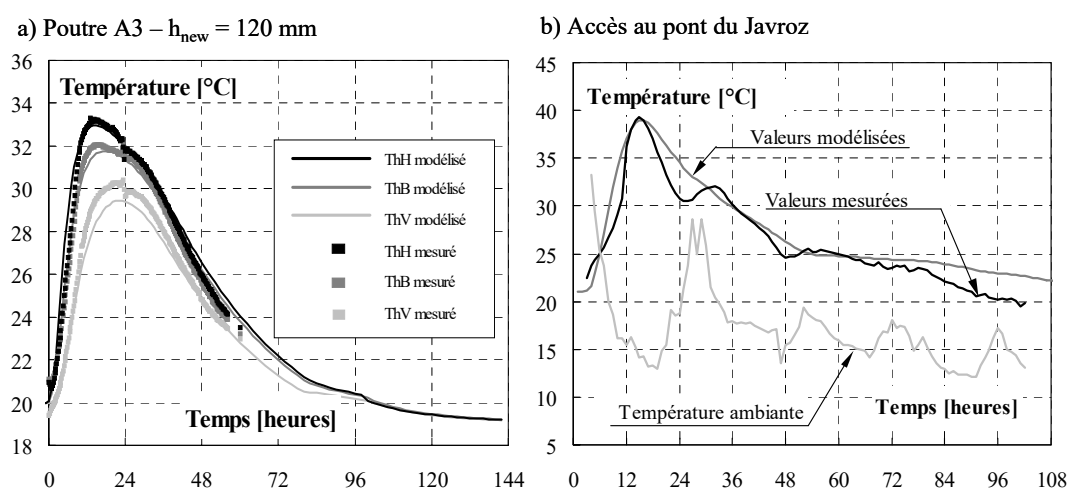 a) Poutre A3 – hnew = 120 mm
36
34
32
30
28
26
24
22
20
18
Température [°C]
ThH modélisé
ThB modélisé
ThV modélisé
ThH mesuré
ThB mesuré
ThV mesuré
Temps [heures]
0 24 48 72 96 120 144
b) Accès au pont du Javroz
45
40
35
30
25
20
15
10
5
Température [°C]
Valeurs modélisées
Valeurs mesurées
Température ambiante
Temps [heures]
0 12 24 36 48 60 72 84 96 108